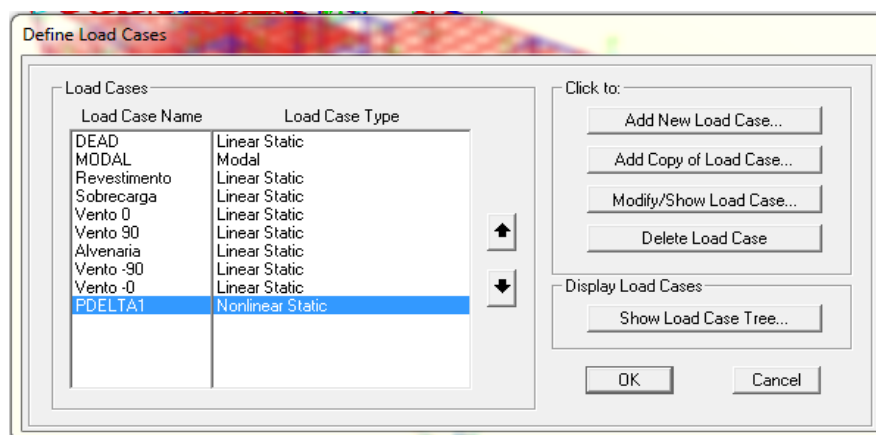 Define Load Cases
Load Cases
Load Case Name Load Case Type
DEAD Linear Static
MODAL Modal
Revestimento Linear Static
Sobrecarga Linear Static
Vento 0 Linear Static
Vento 90 Linear Static
Alvenaria Linear Static
Vento -90 Linear Static
Vento -0 Linear Static
PDELTA1 Nonlinear Static
Click to:
Add New Load Case...
Add Copy of Load Case...
Modify/Show Load Case...
Delete Load Case
Display Load Cases
Show Load Case Tree...
OK Cancel